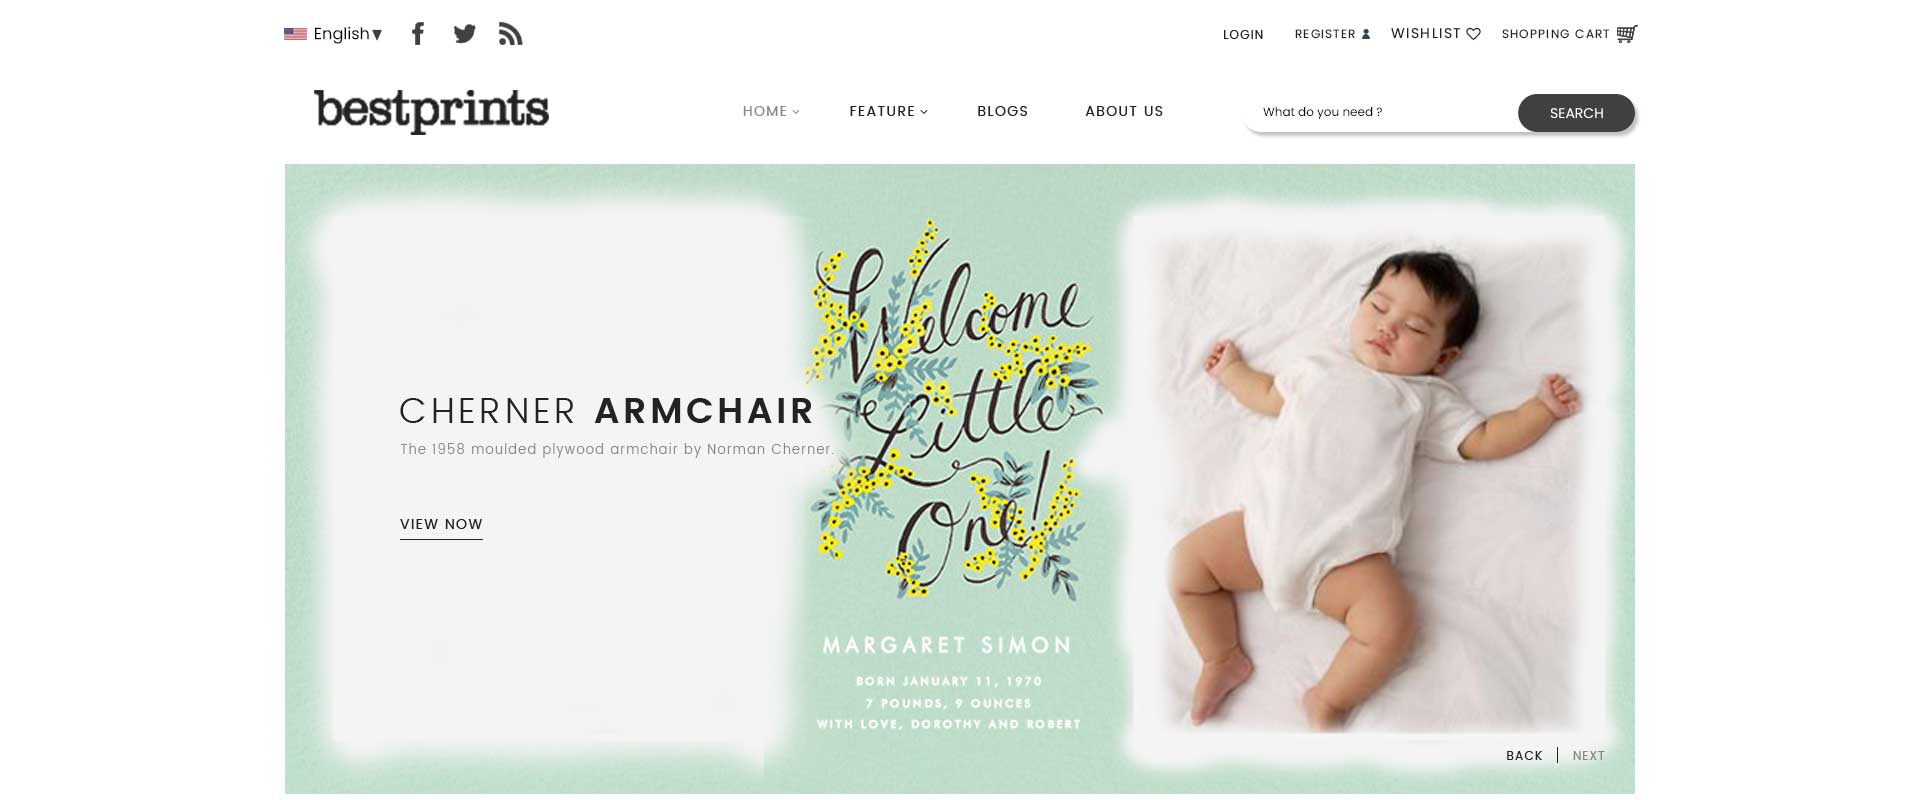 English
LOGIN
REGISTER
WISHLIST
SHOPPING CART
bestprints
HOME
FEATURE
BLOGS
ABOUT US
What do you need ?
SEARCH
Welcome
Little
One!
CHERNER ARMCHAIR
The 1958 moulded plywood armchair by Norman Cherner.
VIEW NOW
MARGARET SIMON
BORN JANUARY 11, 1970
7 POUNDS, 9 OUNCES
WITH LOVE, DOROTHY AND ROBERT
BACK
NEXT